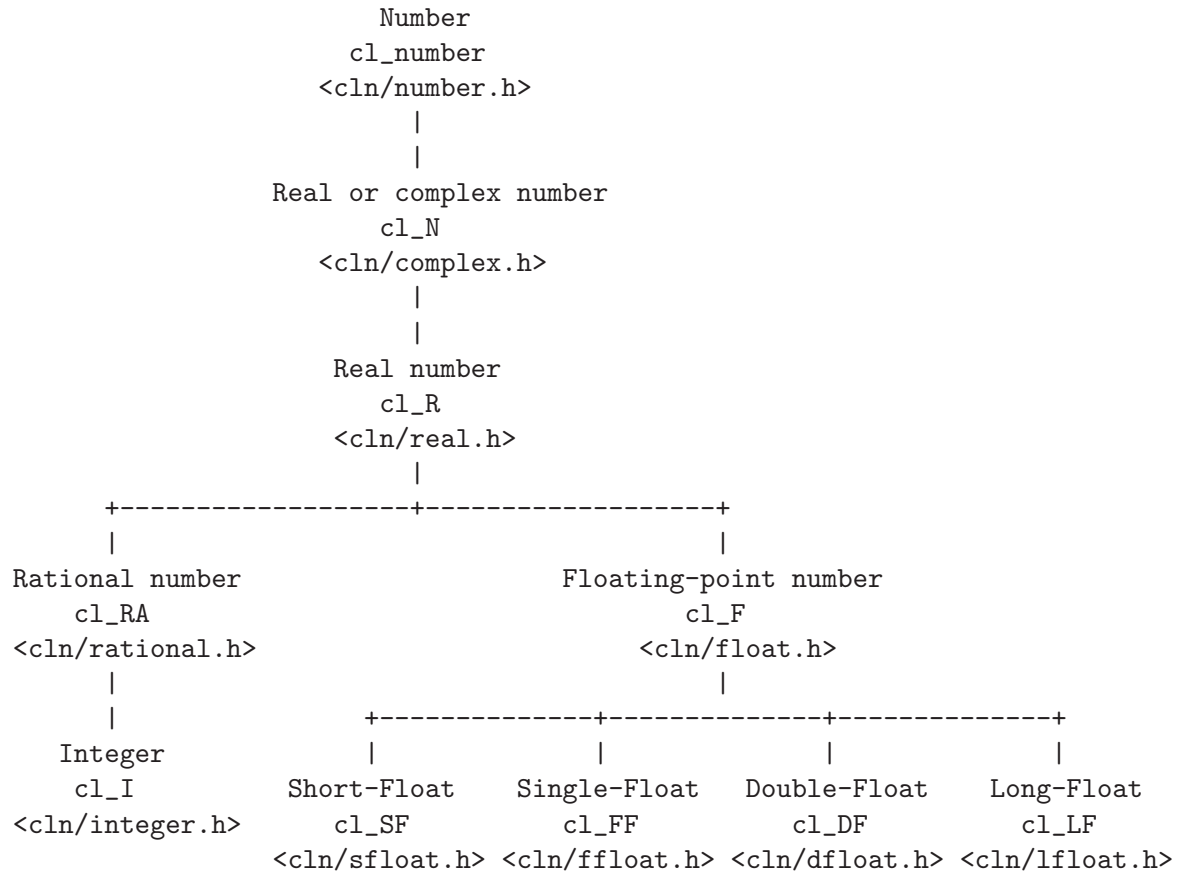 Number
cl_number
<cln/number.h>
|
|
Real or complex number
cl_N
<cln/complex.h>
|
|
Real number
cl_R
<cln/real.h>
|
+-------------------+-------------------+
| |
Rational number Floating-point number
cl_RA cl_F
<cln/rational.h> <cln/float.h>
| |
| +--------------+--------------+--------------+
Integer | | | |
cl_I Short-Float Single-Float Double-Float Long-Float
<cln/integer.h> cl_SF cl_FF cl_DF cl_LF
<cln/sfloat.h> <cln/ffloat.h> <cln/dfloat.h> <cln/lfloat.h>